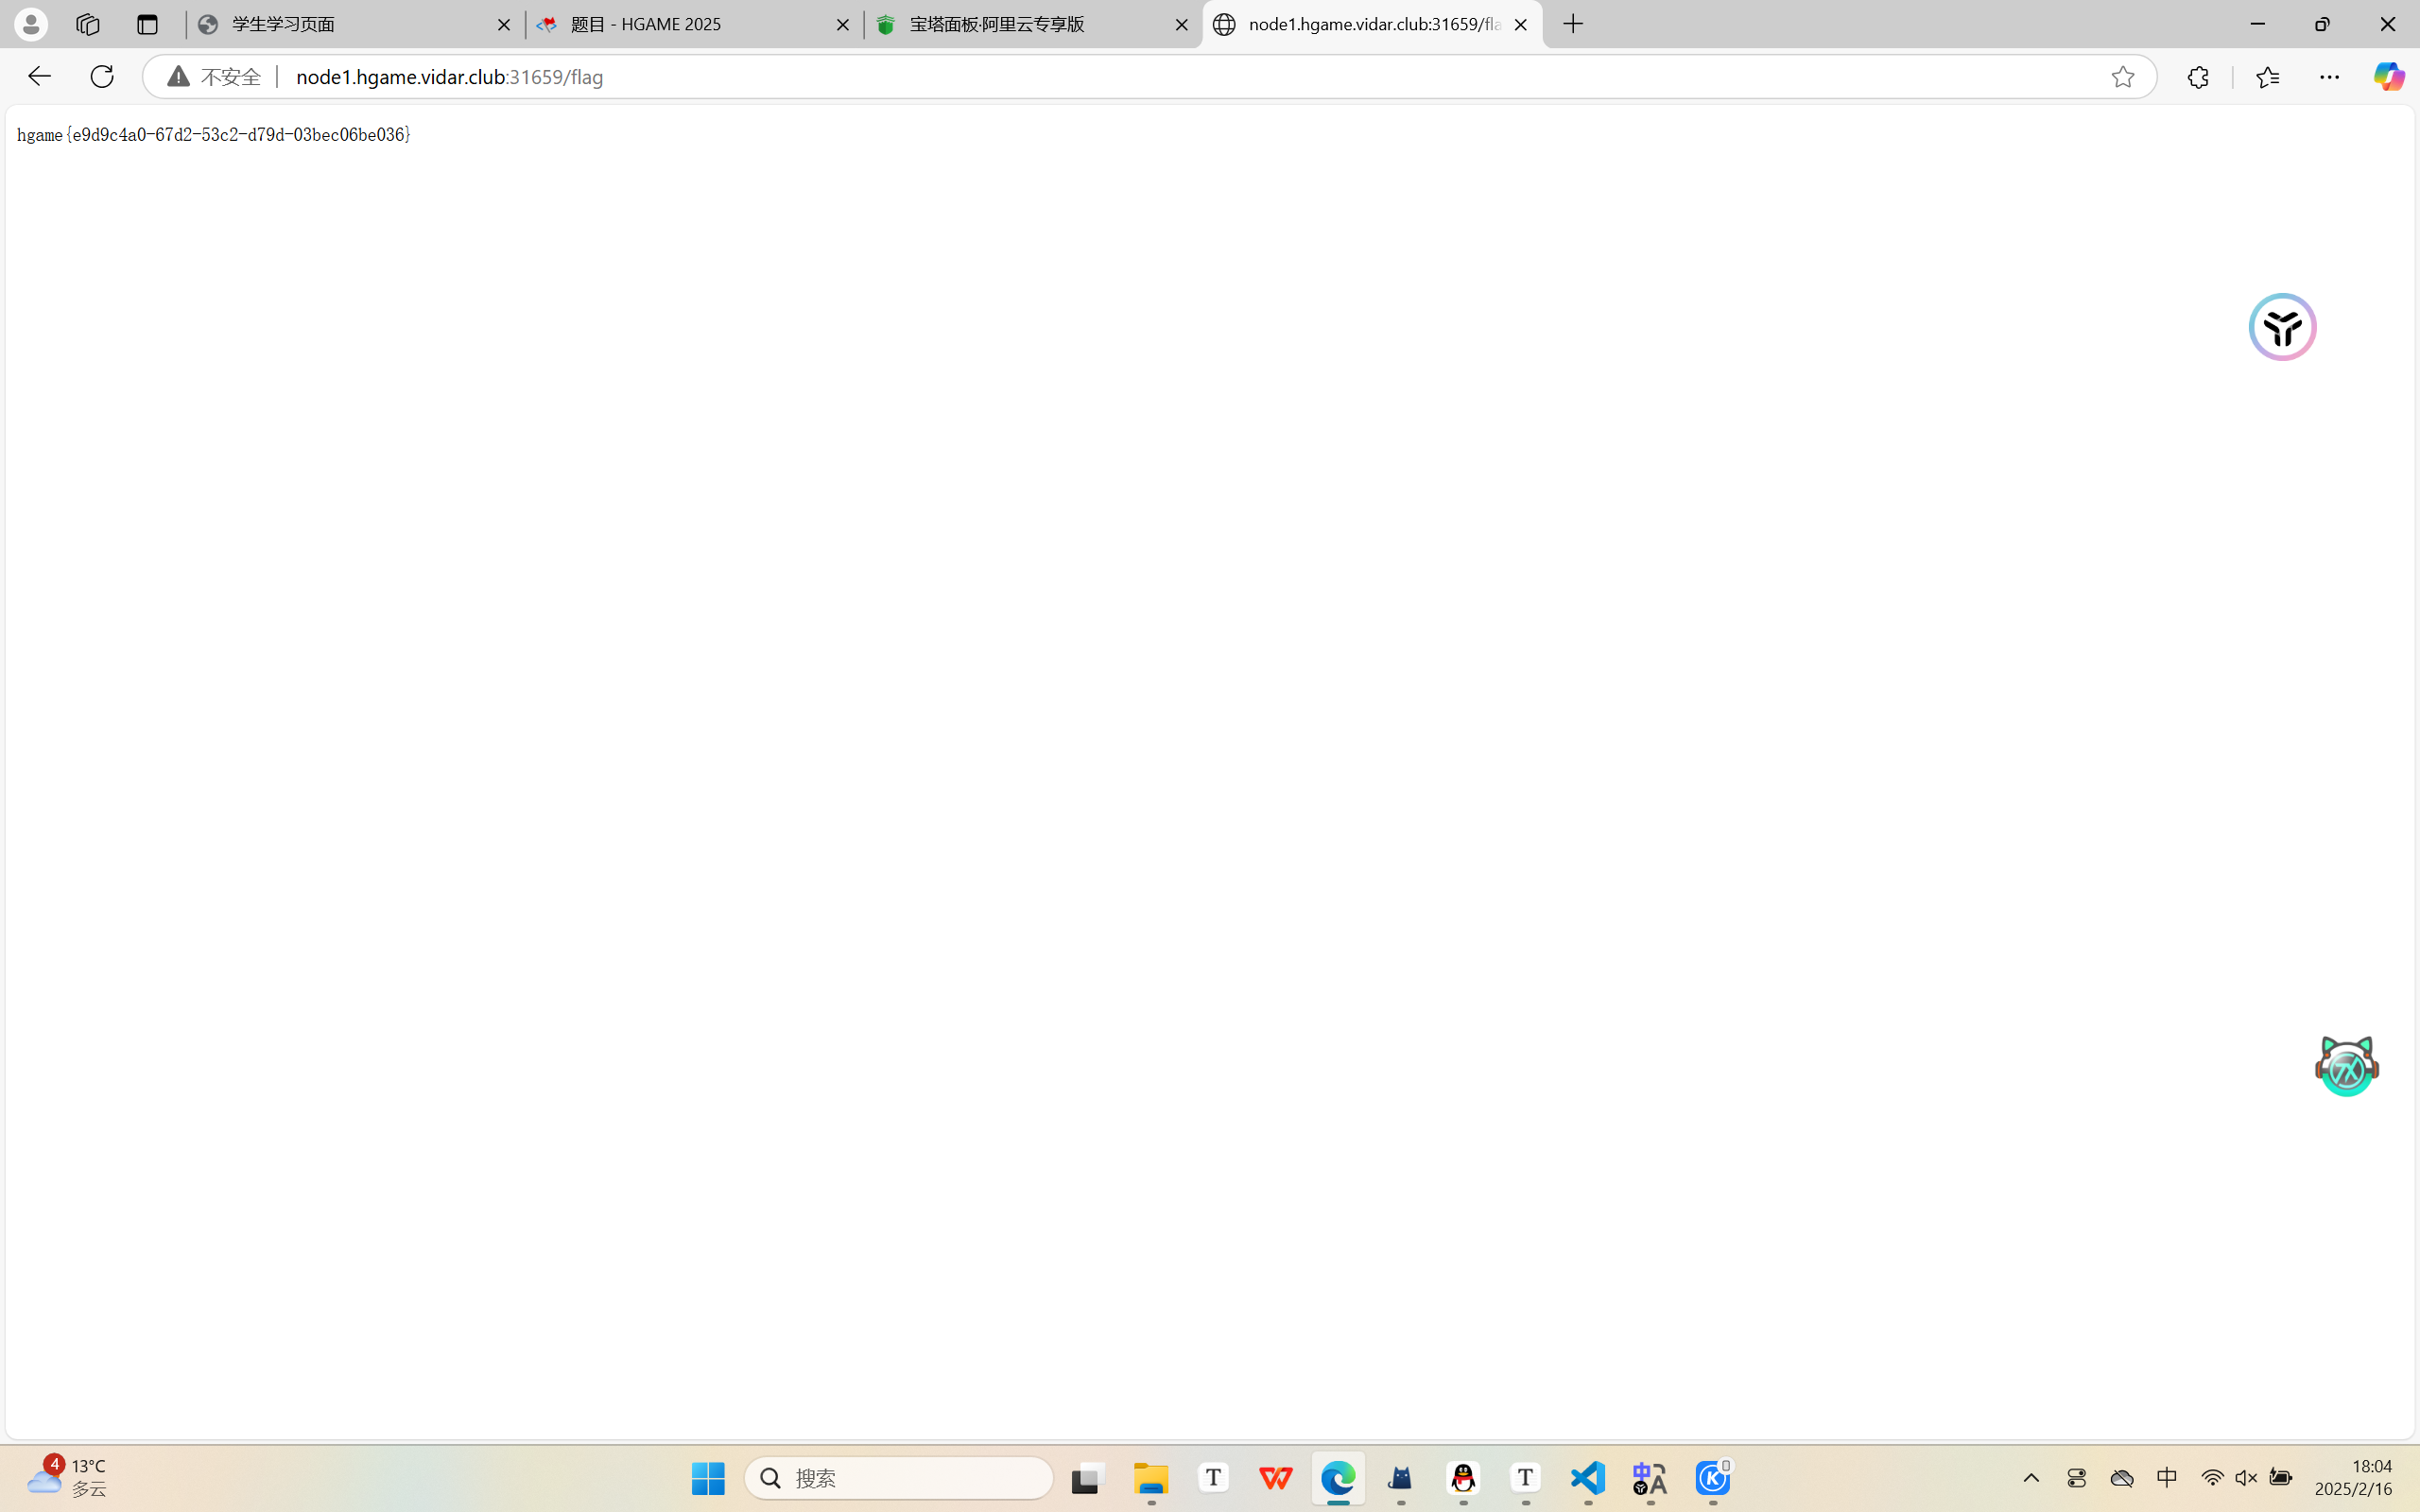 学生学习页面
题目 - HGAME 2025
宝塔面板·阿里云专享版
node1.hgame.vidar.club:31659/fla
不安全
node1.hgame.vidar.club:31659/flag
hgame{e9d9c4a0-67d2-53c2-d79d-03bec06be036}
4
13°C
多云
搜索
中
18:04
2025/2/16